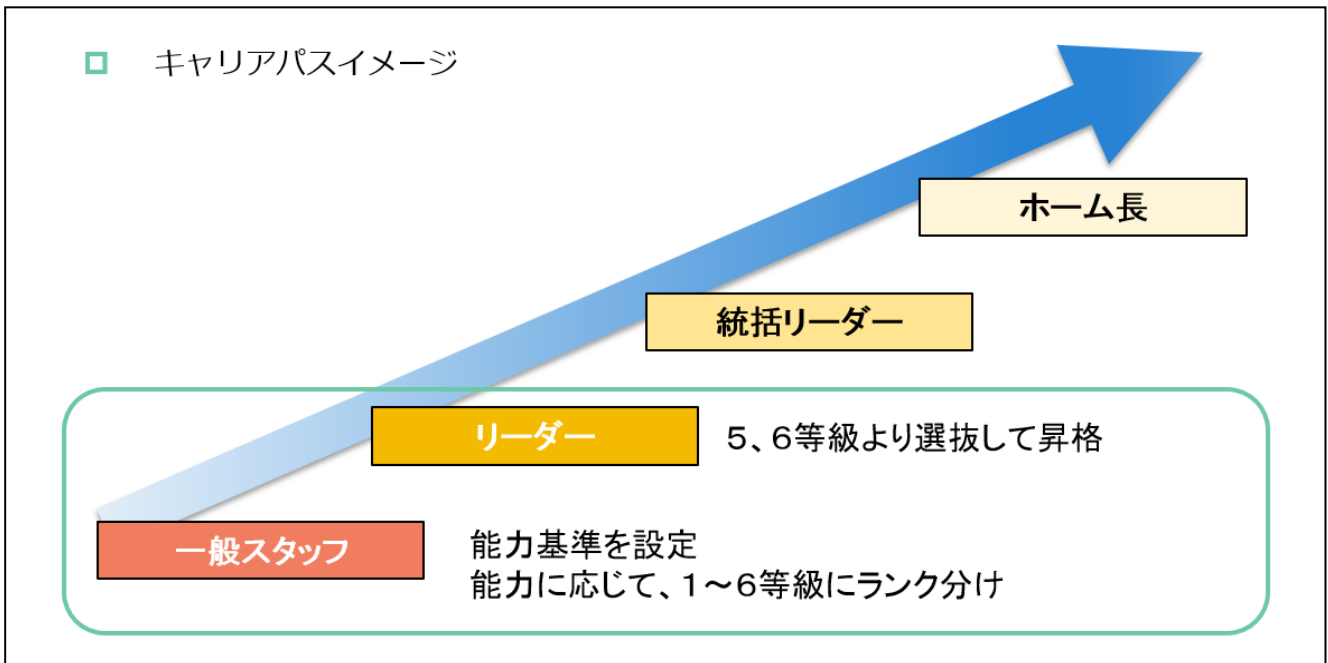 キャリアパスイメージ
ホーム長
統括リーダー
リーダー
5、6等級より選抜して昇格
一般スタッフ
能力基準を設定
能力に応じて、1～6等級にランク分け